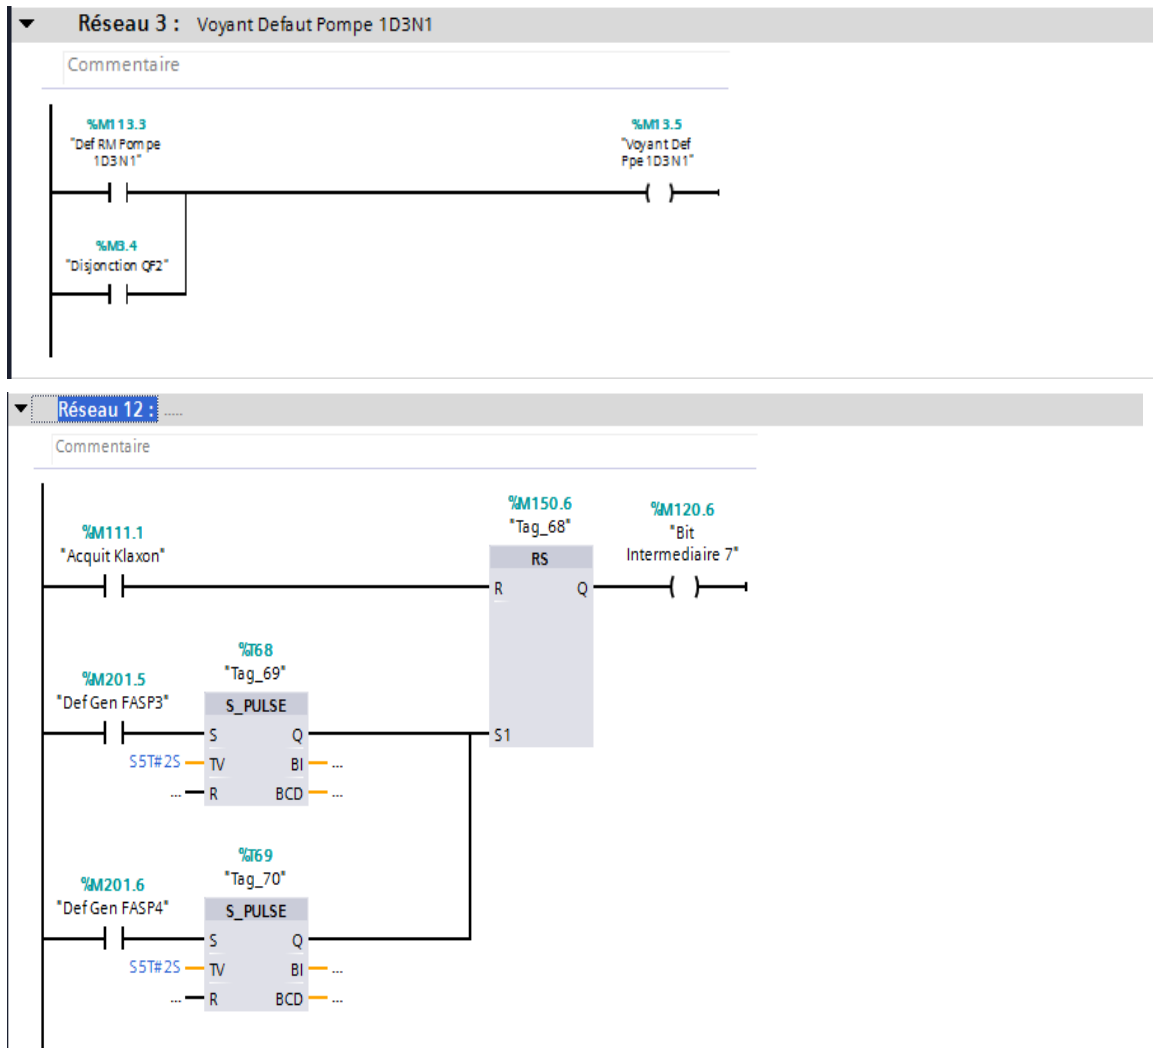 Réseau 3 : Voyant Defaut Pompe 1D3N1
Commentaire
%M113.3
"Def RM Pompe
1D3N1"
%M13.5
"Voyant Def
Ppe 1D3N1"
%M3.4
"Disjonction QF2"
Réseau 12 : .....
Commentaire
%M111.1
"Acquit Klaxon"
%M150.6
"Tag_68"
RS
R Q
S1
%M120.6
"Bit
Intermediaire 7"
%M201.5
"Def Gen FASP3"
%T68
"Tag_69"
S_PULSE
S Q
S5T#2S TV BI ...
... R BCD ...
%M201.6
"Def Gen FASP4"
%T69
"Tag_70"
S_PULSE
S Q
S5T#2S TV BI ...
... R BCD ...